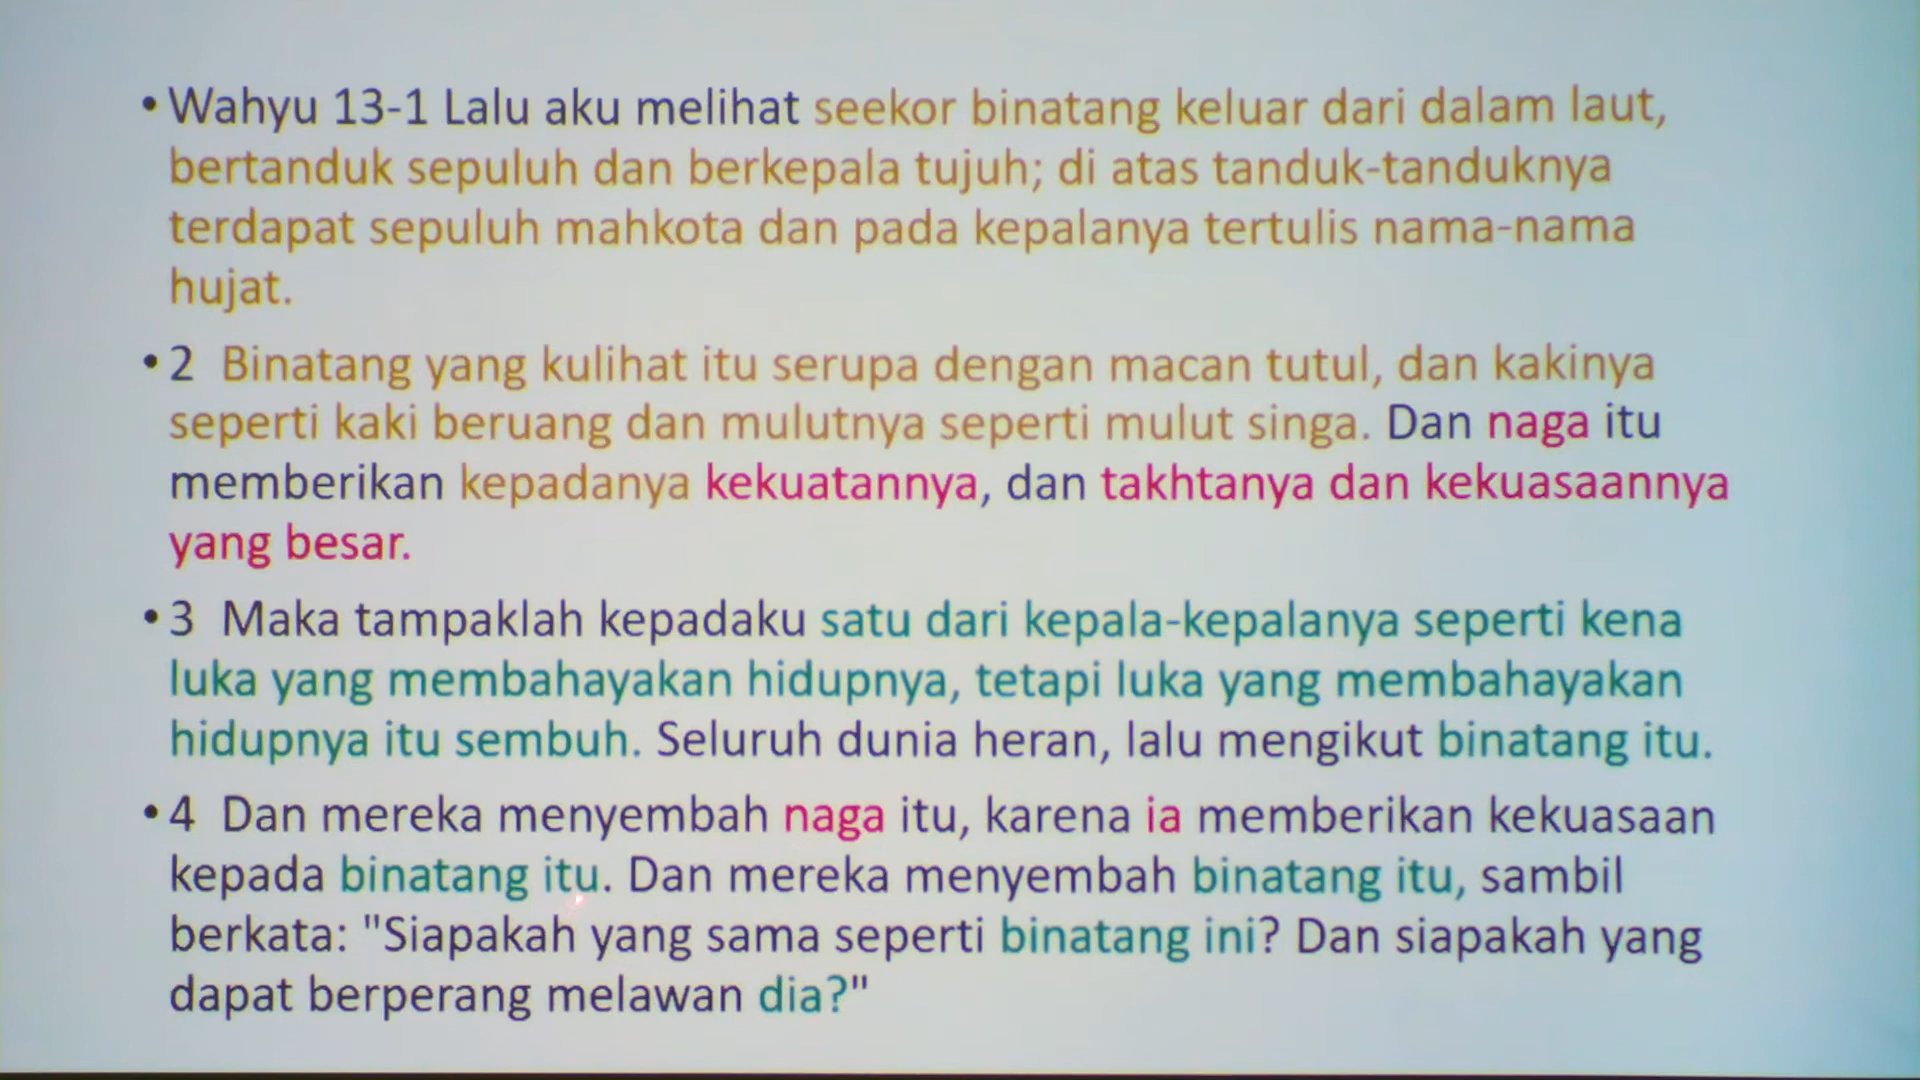 • Wahyu 13-1 Lalu aku melihat seekor binatang keluar dari dalam laut,
bertanduk sepuluh dan berkepala tujuh; di atas tanduk-tanduknya
terdapat sepuluh mahkota dan pada kepalanya tertulis nama-nama
hujat.
• 2 Binatang yang kulihat itu serupa dengan macan tutul, dan kakinya
seperti kaki beruang dan mulutnya seperti mulut singa. Dan naga itu
memberikan kepadanya kekuatannya, dan takhtanya dan kekuasaannya
yang besar.
• 3 Maka tampaklah kepadaku satu dari kepala-kepalanya seperti kena
luka yang membahayakan hidupnya, tetapi luka yang membahayakan
hidupnya itu sembuh. Seluruh dunia heran, lalu mengikut binatang itu.
• 4 Dan mereka menyembah naga itu, karena ia memberikan kekuasaan
kepada binatang itu. Dan mereka menyembah binatang itu, sambil
berkata: "Siapakah yang sama seperti binatang ini? Dan siapakah yang
dapat berperang melawan dia?"